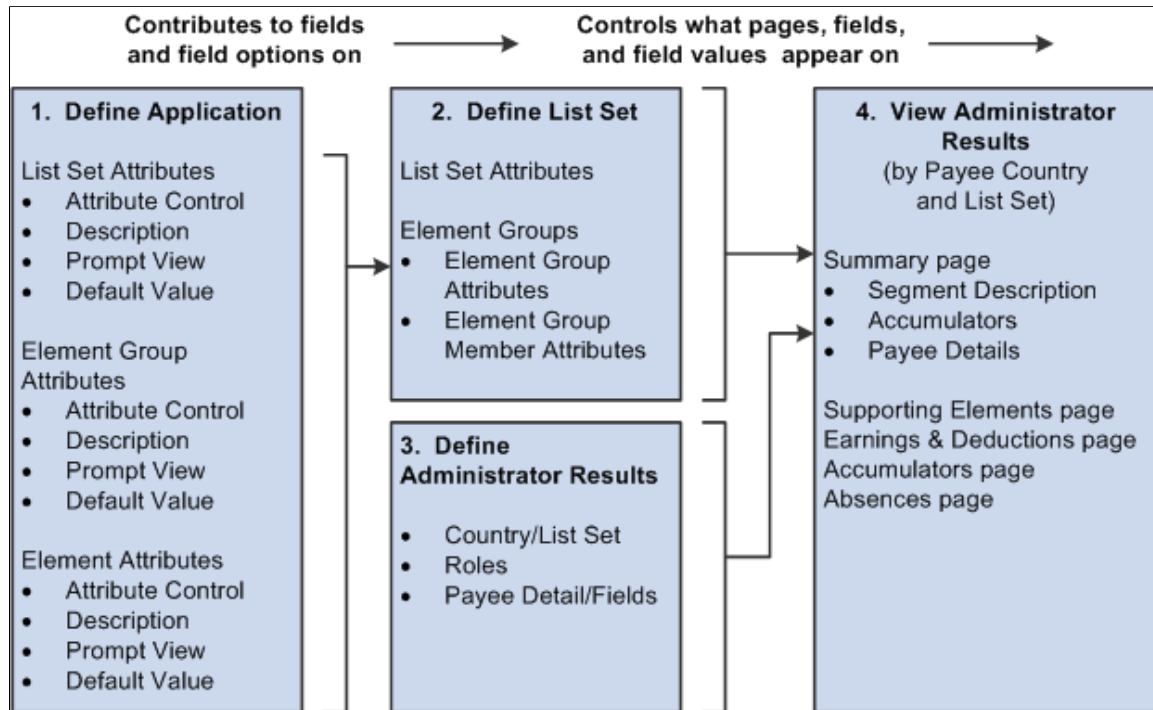 Contributes to fields
and field options on
Controls what pages, fields,
and field values appear on
1. Define Application
List Set Attributes
• Attribute Control
• Description
• Prompt View
• Default Value
Element Group
Attributes
• Attribute Control
• Description
• Prompt View
• Default Value
Element Attributes
• Attribute Control
• Description
• Prompt View
• Default Value
2. Define List Set
List Set Attributes
Element Groups
• Element Group
Attributes
• Element Group
Member Attributes
3. Define
Administrator Results
• Country/List Set
• Roles
• Payee Detail/Fields
4. View Administrator
Results
(by Payee Country
and List Set)
Summary page
• Segment Description
• Accumulators
• Payee Details
Supporting Elements page
Earnings & Deductions page
Accumulators page
Absences page